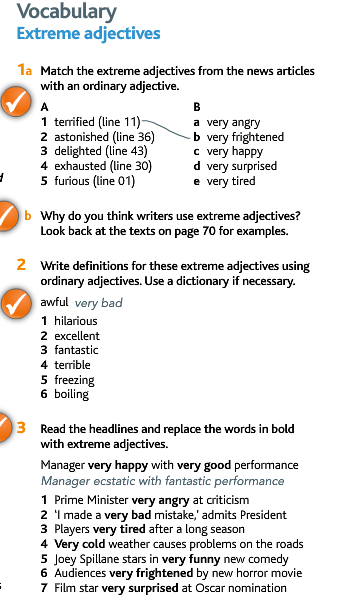 Vocabulary
Extreme adjectives
1a Match the extreme adjectives from the news articles
with an ordinary adjective.
A B
1 terrified (line 11) a very angry
2 astonished (line 36) b very frightened
3 delighted (line 43) c very happy
4 exhausted (line 30) d very surprised
5 furious (line 01) e very tired
b Why do you think writers use extreme adjectives?
Look back at the texts on page 70 for examples.
2 Write definitions for these extreme adjectives using
ordinary adjectives. Use a dictionary if necessary.
awful very bad
1 hilarious
2 excellent
3 fantastic
4 terrible
5 freezing
6 boiling
3 Read the headlines and replace the words in bold
with extreme adjectives.
Manager very happy with very good performance
Manager ecstatic with fantastic performance
1 Prime Minister very angry at criticism
2 'I made a very bad mistake,' admits President
3 Players very tired after a long season
4 Very cold weather causes problems on the roads
5 Joey Spillane stars in very funny new comedy
6 Audiences very frightened by new horror movie
7 Film star very surprised at Oscar nomination